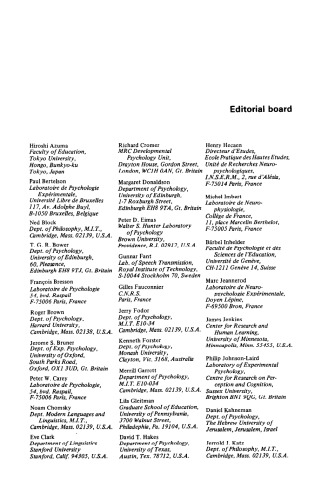 Editorial board
Hiroshi Azuma
Faculty of Education,
Tokyo University,
Hongo, Bunkyo-ku
Tokyo, Japan
Paul Bertelson
Laboratoire de Psychologie
Expérimentale,
Université Libre de Bruxelles
117, Av. Adolphe Buyl,
B-1050 Bruxelles, Belgique
Ned Block
Dept. of Philosophy, M.I.T.,
Cambridge, Mass. 02139, U.S.A.
T. G. R. Bower
Dept. of Psychology,
University of Edinburgh,
60, Pleasance,
Edinburgh EH8 9TJ, Gt. Britain
François Bresson
Laboratoire de Psychologie
54, bvd. Raspail
F-75006 Paris, France
Roger Brown
Dept. of Psychology,
Harvard University,
Cambridge, Mass. 02138, U.S.A.
Jerome S. Bruner
Dept. of Exp. Psychology,
University of Oxford,
South Parks Road,
Oxford, OX1 3UD, Gt. Britain
Peter W. Carey
Laboratoire de Psychologie,
54, bvd. Raspail,
F-75006 Paris, France
Noam Chomsky
Dept. Modern Languages and
Linguistics, M.I.T.,
Cambridge, Mass. 02139, U.S.A.
Eve Clark
Department of Linguistics
Stanford University
Stanford, Calif. 94305, U.S.A.
Richard Cromer
MRC Developmental
Psychology Unit,
Drayton House, Gordon Street,
London, WC1H 0AN, Gt. Britain
Margaret Donaldson
Department of Psychology,
University of Edinburgh,
1-7 Roxburgh Street,
Edinburgh EH8 9TA, Gt. Britain
Peter D. Eimas
Walter S. Hunter Laboratory
of Psychology
Brown University,
Providence, R.I. 02912, U.S.A
Gunnar Fant
Lab. of Speech Transmission,
Royal Institute of Technology,
S-10044 Stockholm 70, Sweden
Gilles Fauconnier
C.N.R.S.
Paris, France
Jerry Fodor
Dept. of Psychology,
M.I.T. E10-34
Cambridge, Mass. 02139, U.S.A.
Kenneth Forster
Dept. of Psychology,
Monash University,
Clayton, Vic. 3168, Australia
Merrill Garrett
Department of Psychology,
M.I.T. E10-034
Cambridge, Mass. 02139, U.S.A.
Lila Gleitman
Graduate School of Education,
University of Pennsylvania,
3700 Walnut Street,
Philadelphia, Pa. 19104, U.S.A.
David T. Hakes
Department of Psychology,
University of Texas,
Austin, Tex. 78712, U.S.A.
Henry Hecaen
Directeur d'Etudes,
Ecole Pratique des Hautes Etudes,
Unité de Recherches Neuro-
psychologiques,
I.N.S.E.R.M., 2, rue d'Alésia,
F-75014 Paris, France
Michel Imbert
Laboratoire de Neuro-
physiologie,
Collège de France,
11, place Marcelin Berthelot,
F-75005 Paris, France
Bärbel Inhelder
Faculté de Psychologie et des
Sciences de l'Education,
Université de Genève,
CH-1211 Genève 14, Suisse
Marc Jeannerod
Laboratoire de Neuro-
psychologie Expérimentale,
Doyen Lépine,
F-69500 Bron, France
James Jenkins
Center for Research and
Human Learning,
University of Minnesota,
Minneapolis, Minn. 55455, U.S.A.
Philip Johnson-Laird
Laboratory of Experimental
Psychology,
Centre for Research on Per-
ception and Cognition,
Sussex University,
Brighton BN1 9QG, Gt. Britain
Daniel Kahneman
Dept. of Psychology,
The Hebrew University of
Jerusalem, Jerusalem Israel
Jerrold J. Katz
Dept. of Philosophy, M.I.T.,
Cambridge, Mass. 02139, U.S.A.